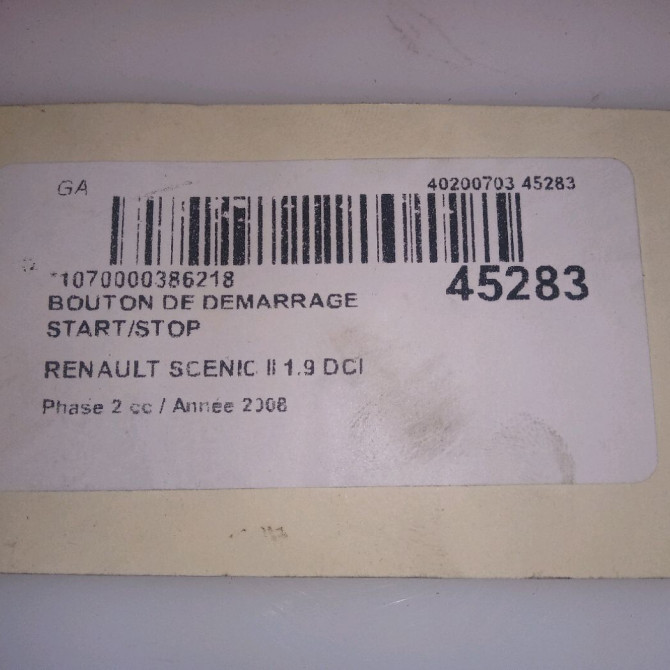 GA
40200703 45283
*1070000386218
45283
BOUTON DE DEMARRAGE
START/STOP
RENAULT SCENIC II 1.9 DCI
Phase 2 cc / Année 2008